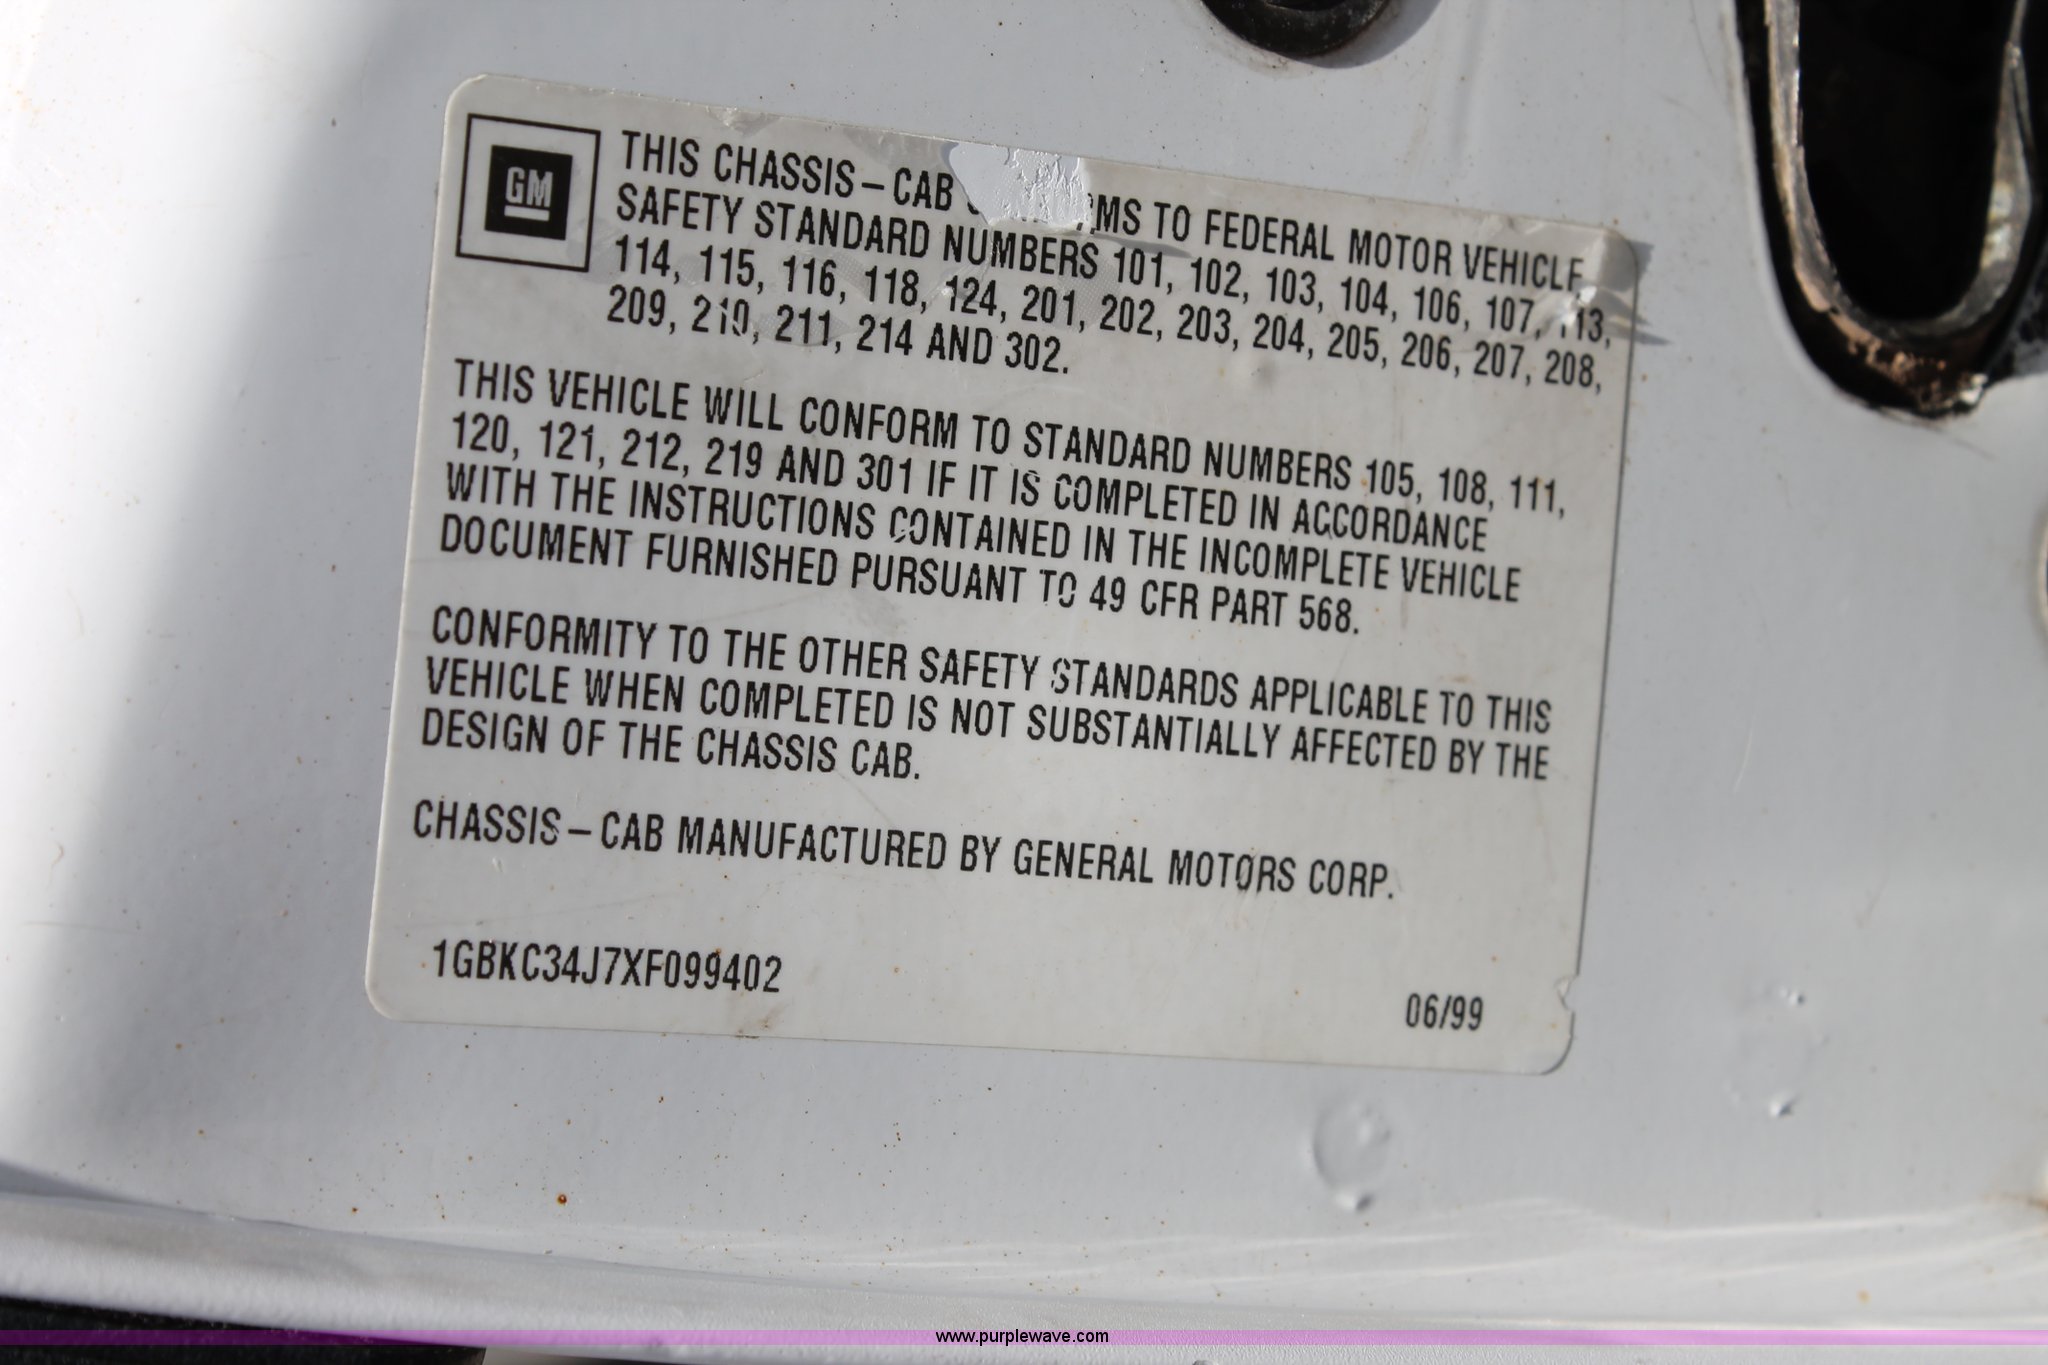 GM
THIS CHASSIS-CAB TO FEDERAL MOTOR VEHICLE
SAFETY STANDARD NUMBERS 101, 102, 103, 104, 106, 107, 113,
114, 115, 116, 118, 124, 201, 202, 203, 204, 205, 206, 207, 208,
209, 210, 211, 214 AND 302.
THIS VEHICLE WILL CONFORM TO STANDARD NUMBERS 105, 108, 111,
120, 121, 212, 219 AND 301 IF IT IS COMPLETED IN ACCORDANCE
WITH THE INSTRUCTIONS CONTAINED IN THE INCOMPLETE VEHICLE
DOCUMENT FURNISHED PURSUANT TO 49 CFR PART 568.
CONFORMITY TO THE OTHER SAFETY STANDARDS APPLICABLE TO THIS
VEHICLE WHEN COMPLETED IS NOT SUBSTANTIALLY AFFECTED BY THE
DESIGN OF THE CHASSIS CAB.
CHASSIS-CAB MANUFACTURED BY GENERAL MOTORS CORP.
1GBKC34J7XF099402
06/99
www.purplewave.com